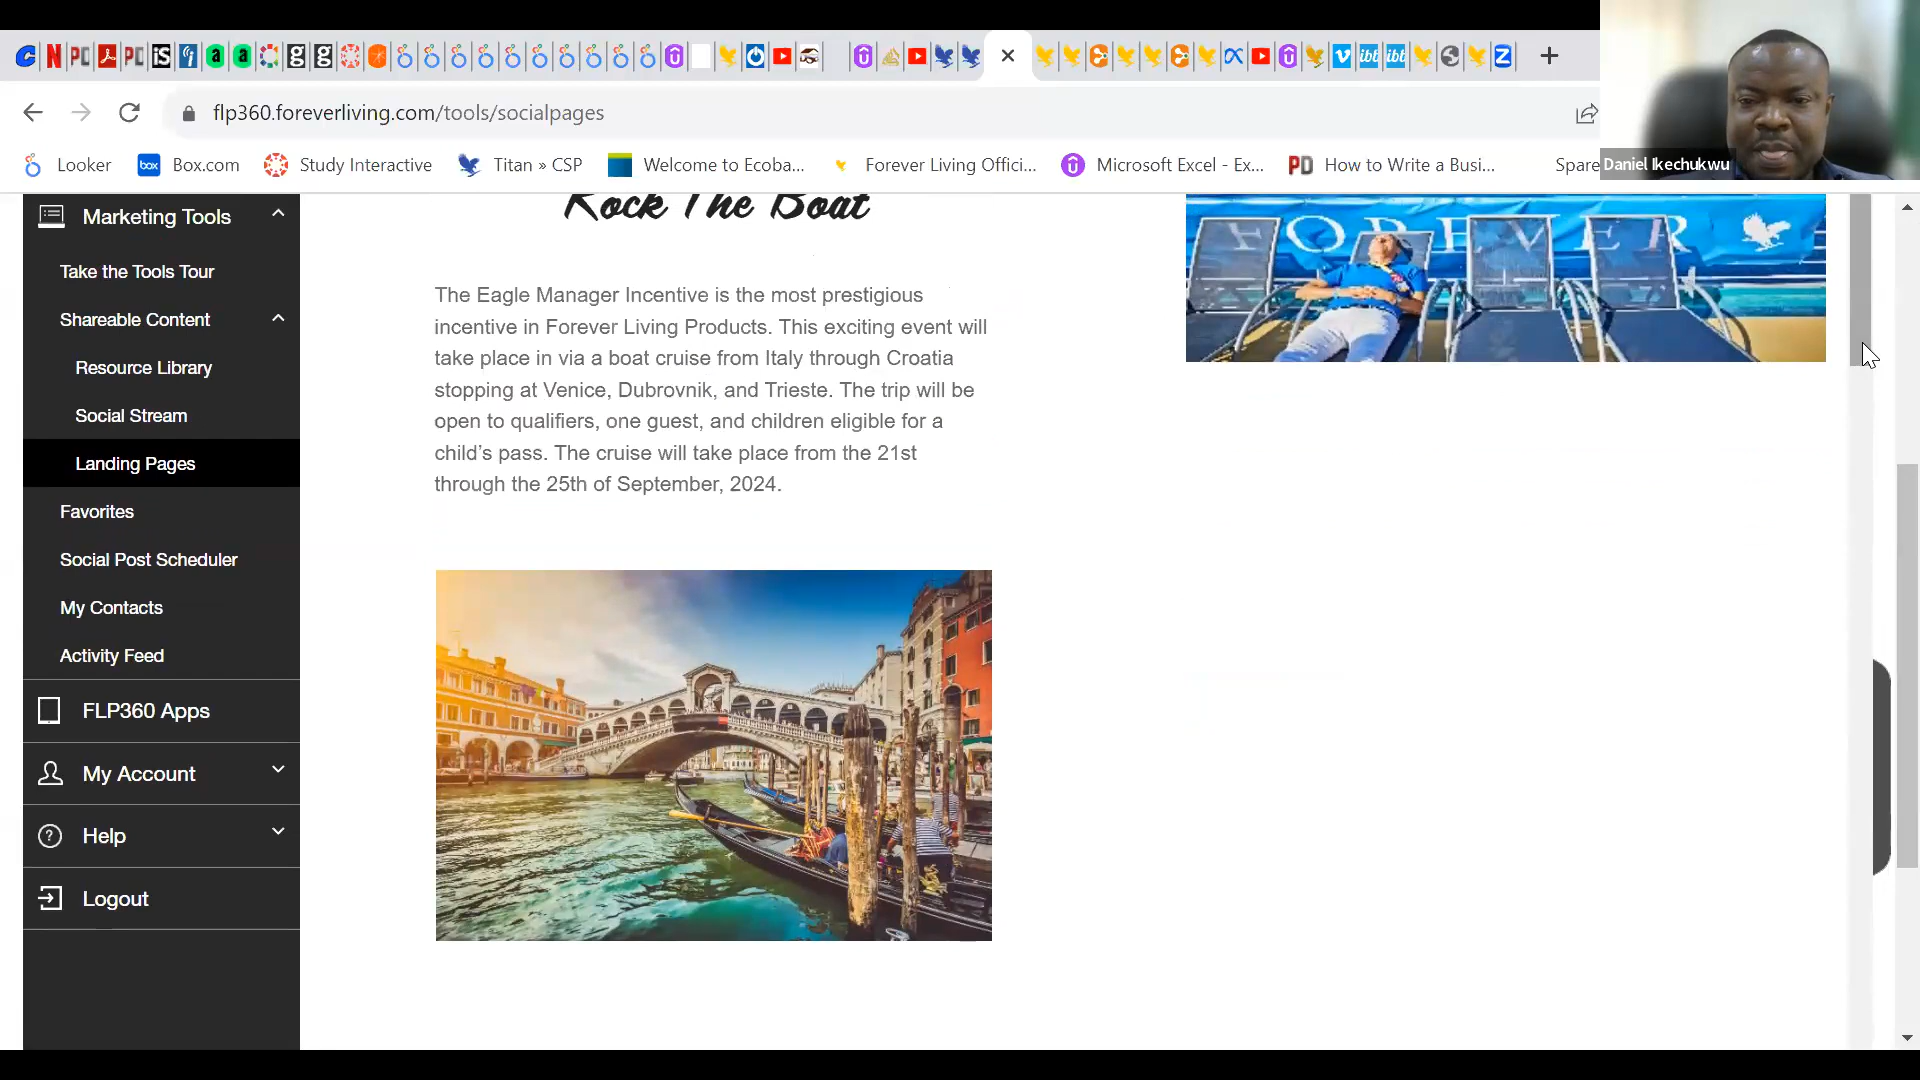 flp360.foreverliving.com/tools/socialpages
Looker
Box.com
Study Interactive
Titan » CSP
Welcome to Ecoba...
Forever Living Offici...
Microsoft Excel - Ex...
How to Write a Busi...
Spare
Daniel Ikechukwu
Marketing Tools
Take the Tools Tour
Shareable Content
Resource Library
Social Stream
Landing Pages
Favorites
Social Post Scheduler
My Contacts
Activity Feed
FLP360 Apps
My Account
Help
Logout
Rock The Boat
The Eagle Manager Incentive is the most prestigious
incentive in Forever Living Products. This exciting event will
take place in via a boat cruise from Italy through Croatia
stopping at Venice, Dubrovnik, and Trieste. The trip will be
open to qualifiers, one guest, and children eligible for a
child’s pass. The cruise will take place from the 21st
through the 25th of September, 2024.
FOREVER